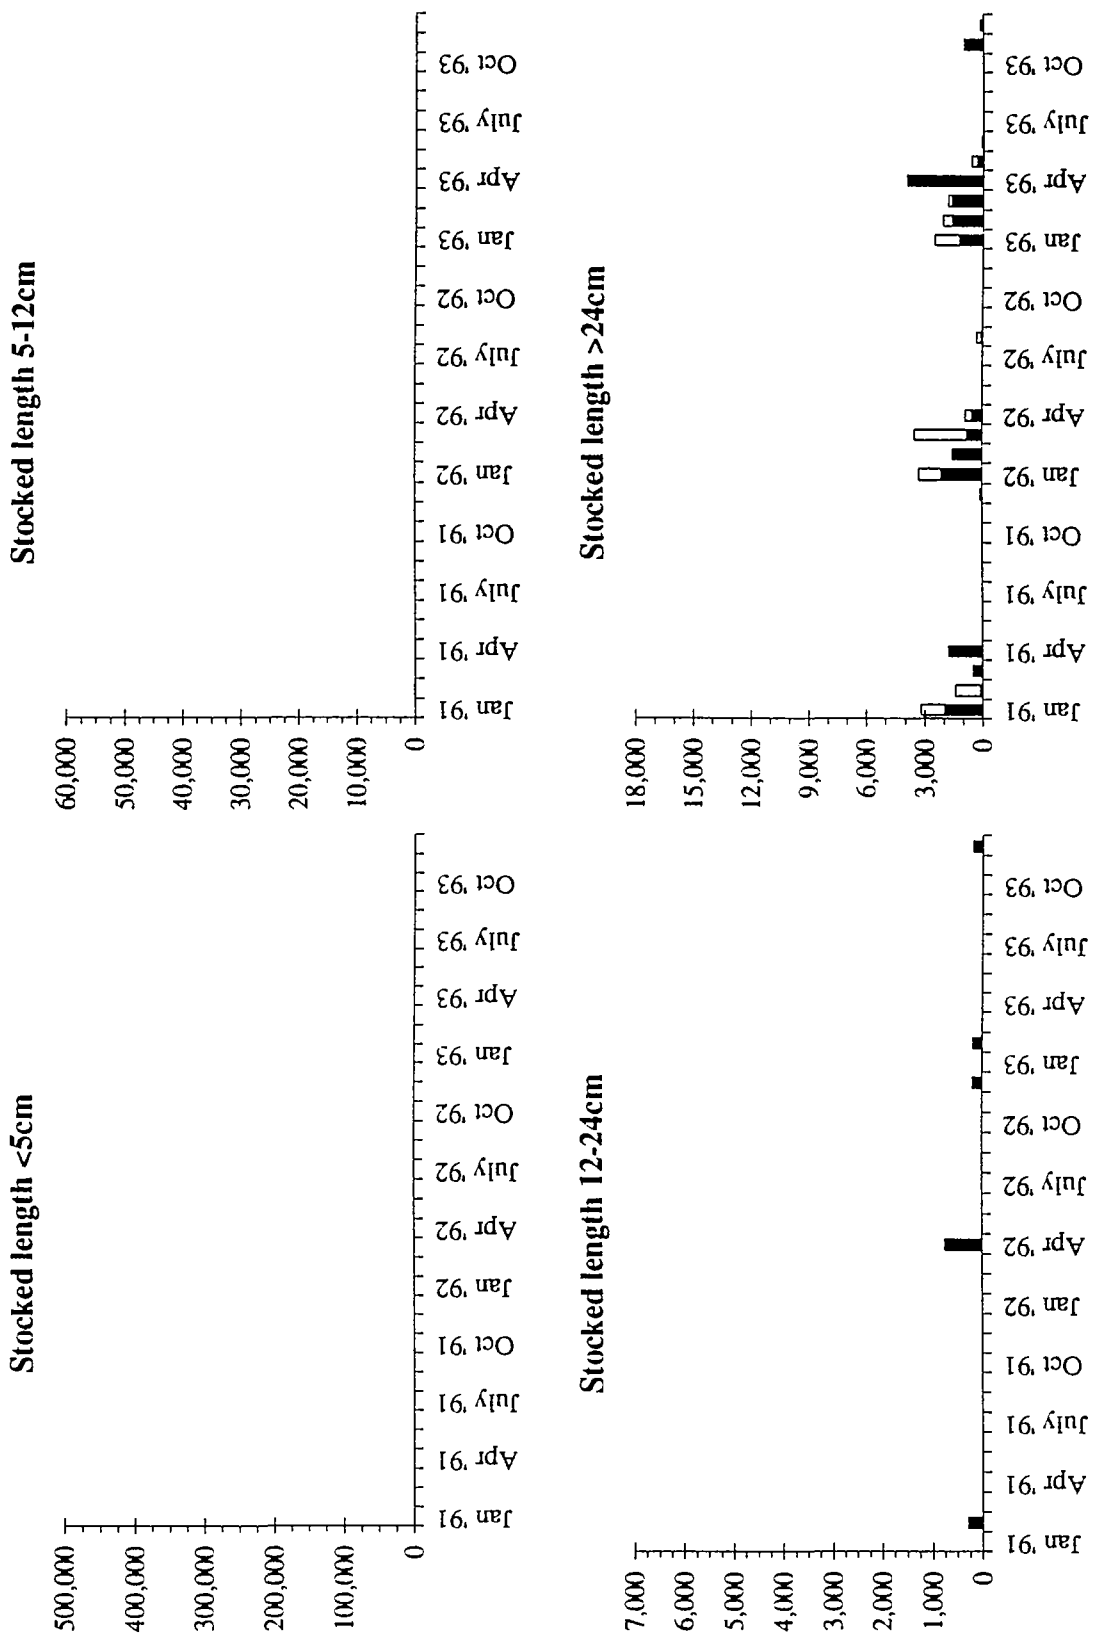 Stocked length <5cm
500,000
400,000
300,000
200,000
100,000
0
Jan '91
Apr '91
July '91
Oct '91
Jan '92
Apr '92
July '92
Oct '92
Jan '93
Apr '93
July '93
Oct '93
Stocked length 5-12cm
60,000
50,000
40,000
30,000
20,000
10,000
0
Jan '91
Apr '91
July '91
Oct '91
Jan '92
Apr '92
July '92
Oct '92
Jan '93
Apr '93
July '93
Oct '93
Stocked length 12-24cm
7,000
6,000
5,000
4,000
3,000
2,000
1,000
0
Jan '91
Apr '91
July '91
Oct '91
Jan '92
Apr '92
July '92
Oct '92
Jan '93
Apr '93
July '93
Oct '93
Stocked length >24cm
18,000
15,000
12,000
9,000
6,000
3,000
0
Jan '91
Apr '91
July '91
Oct '91
Jan '92
Apr '92
July '92
Oct '92
Jan '93
Apr '93
July '93
Oct '93